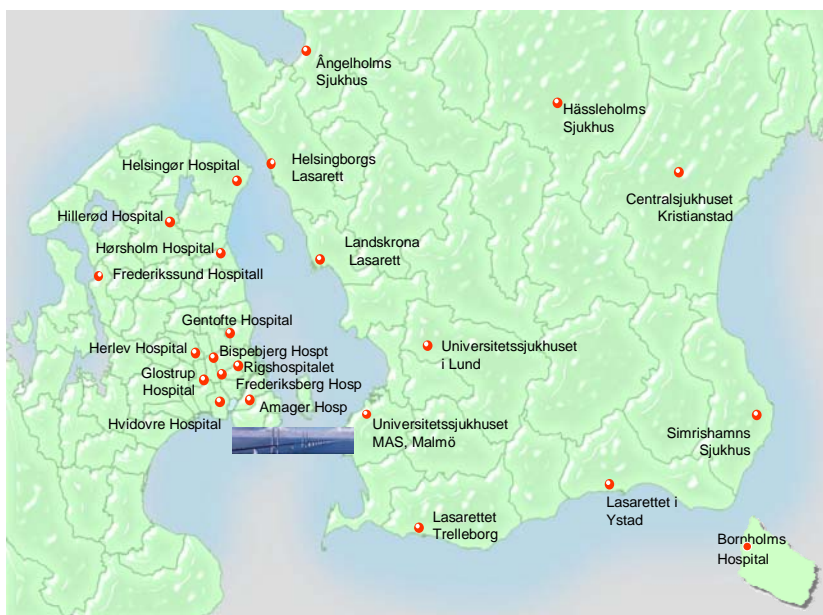 Ângelholms
Sjukhus
Hässleholms
Sjukhus
Helsingør Hospital
Helsingborgs
Lasarett
Centralsjukhuset
Kristianstad
Hillerød Hospital
Hørsholm Hospital
Landskrona
Lasarett
Frederikssund Hospitall
Gentofte Hospital
Herlev Hospital
Bispebjerg Hospt
Universitetssjukhuset
i Lund
Rigshospitalet
Glostrup
Hospital
Frederiksberg Hosp
Amager Hosp
Hvidovre Hospital
Universitetssjukhuset
MAS, Malmö
Simrishamns
Sjukhus
Lasarettet i
Ystad
Lasarettet
Trelleborg
Bornholms
Hospital